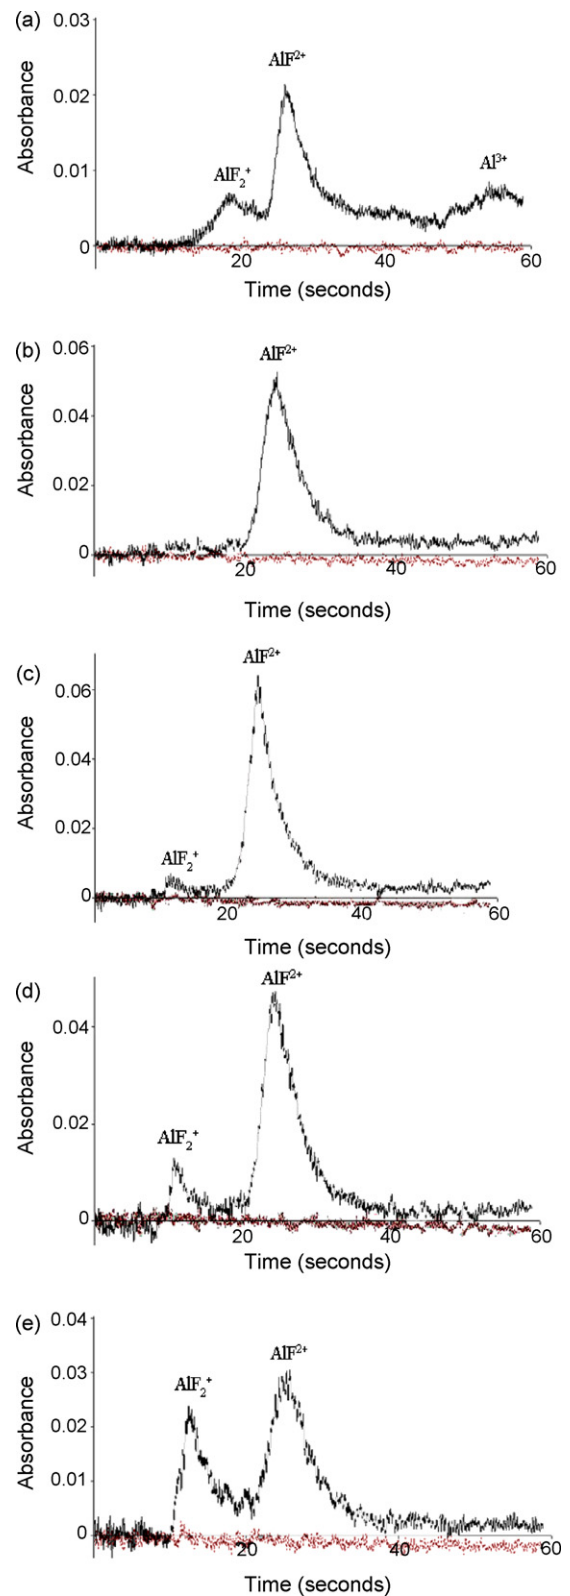 (a)
Absorbance
0.03
0.02
0.01
0
AlF₂⁺
AlF²⁺
Al³⁺
20 40 60
Time (seconds)
(b)
Absorbance
0.06
0.04
0.02
0
AlF²⁺
20 40 60
Time (seconds)
(c)
Absorbance
0.06
0.04
0.02
0
AlF₂⁺
AlF²⁺
20 40 60
Time (seconds)
(d)
Absorbance
0.04
0.02
0
AlF₂⁺
AlF²⁺
20 40 60
Time (seconds)
(e)
Absorbance
0.04
0.03
0.02
0.01
0
AlF₂⁺
AlF²⁺
20 40 60
Time (seconds)